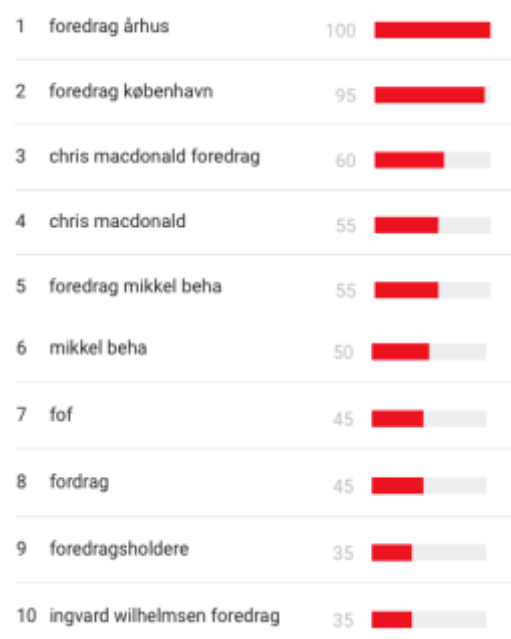 1 foredrag århus 100
2 foredrag københavn 95
3 chris macdonald foredrag 60
4 chris macdonald 55
5 foredrag mikkel beha 55
6 mikkel beha 50
7 fof 45
8 fordrag 45
9 foredragsholdere 35
10 ingvard wilhelmsen foredrag 35